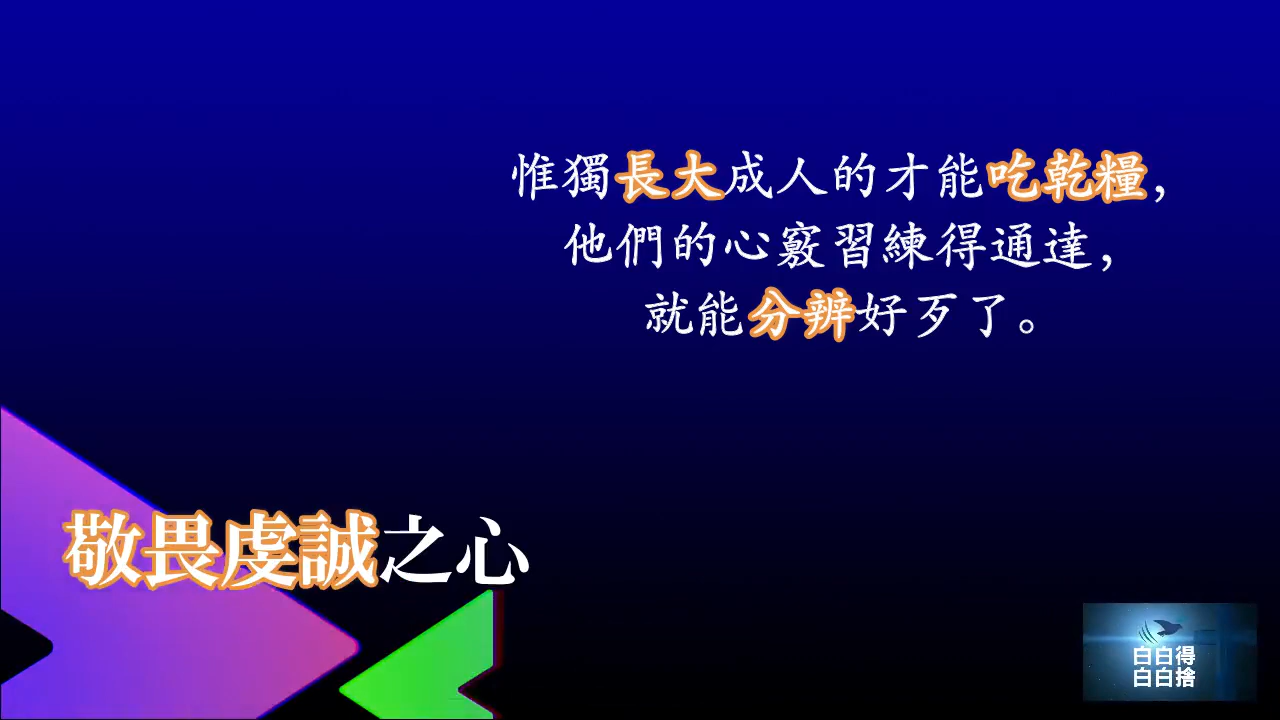 惟獨長大成人的才能吃乾糧，
他們的心竅習練得通達，
就能分辨好歹了。
敬畏虔誠之心
白白得
白白捨